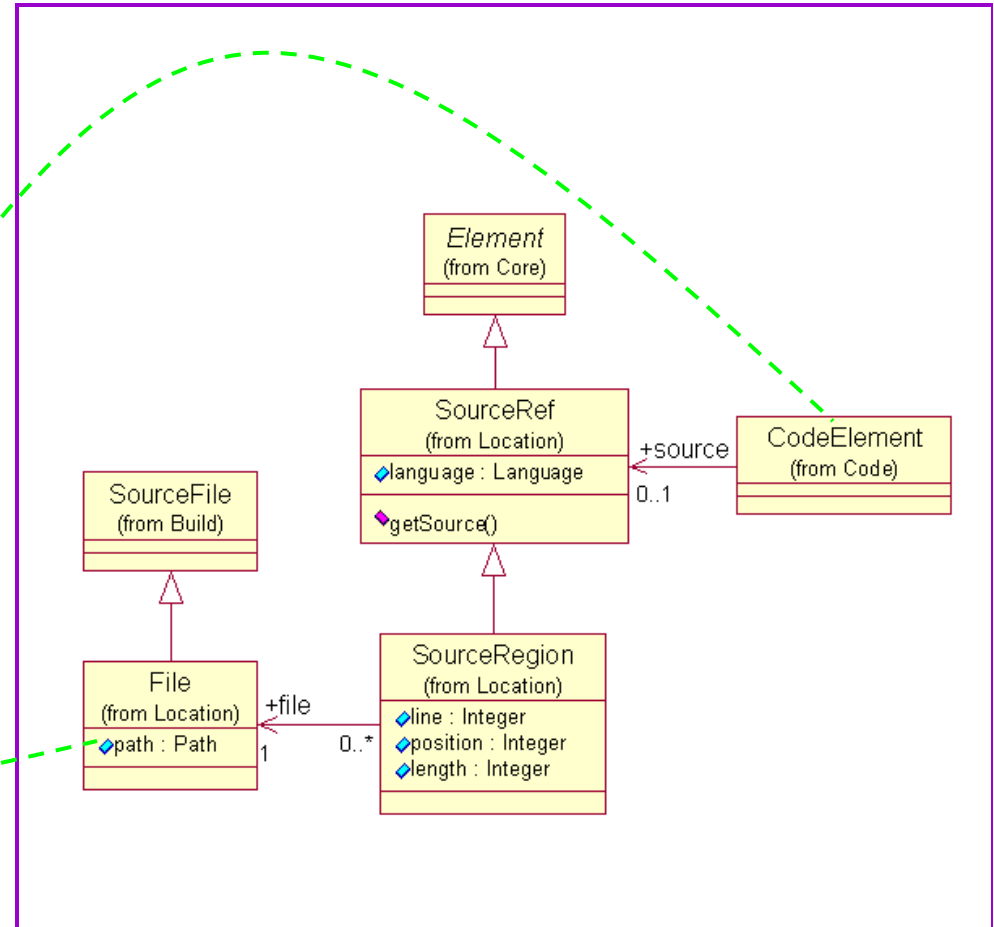 Element
(from Core)
SourceRef
(from Location)
language : Language
getSource()
+source
0..1
CodeElement
(from Code)
SourceFile
(from Build)
File
(from Location)
path : Path
+file
1
0..*
SourceRegion
(from Location)
line : Integer
position : Integer
length : Integer